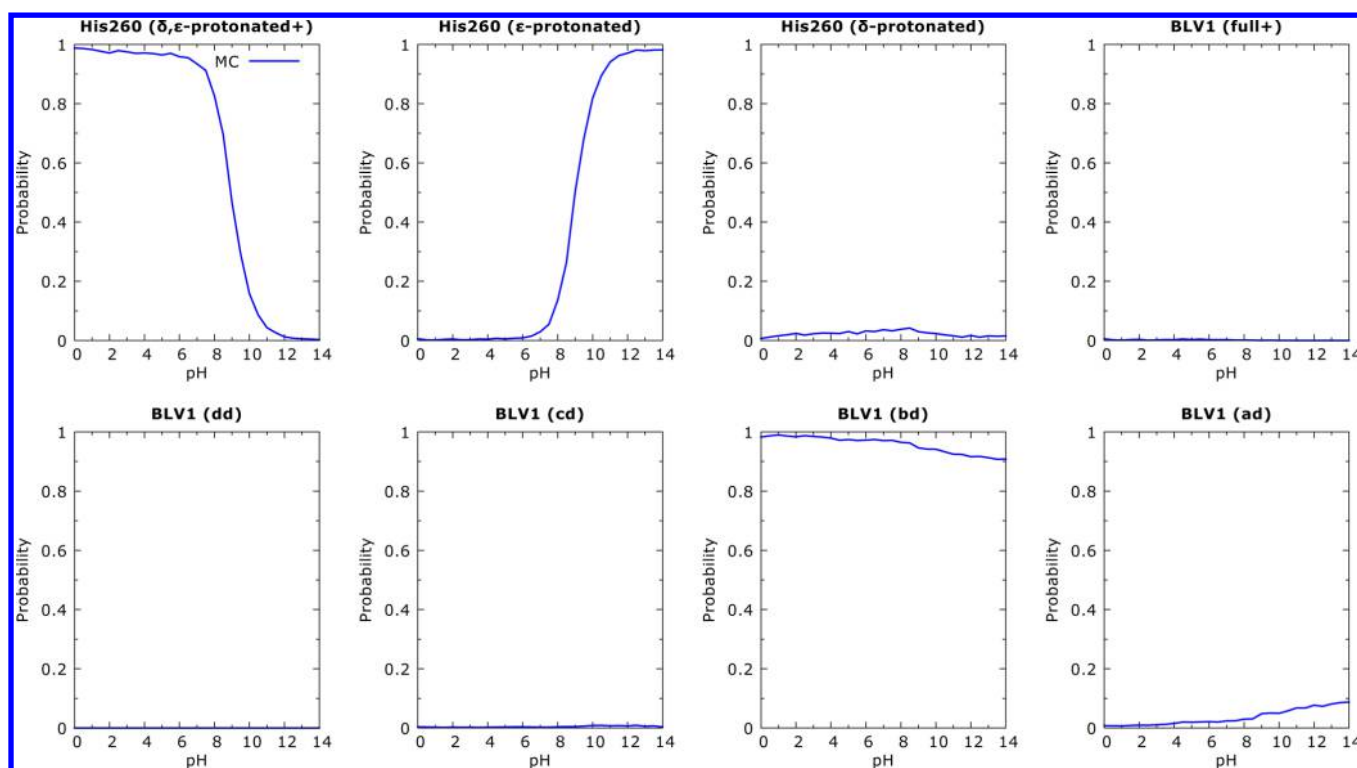 His260 (δ,ε-protonated+) His260 (ε-protonated) His260 (δ-protonated) BLV1 (full+)
MC
1 1 1 1
0.8 0.8 0.8 0.8
0.6 0.6 0.6 0.6
0.4 0.4 0.4 0.4
0.2 0.2 0.2 0.2
0 0 0 0
Probability Probability Probability Probability
0 2 4 6 8 10 12 14 0 2 4 6 8 10 12 14 0 2 4 6 8 10 12 14 0 2 4 6 8 10 12 14
pH pH pH pH
BLV1 (dd) BLV1 (cd) BLV1 (bd) BLV1 (ad)
1 1 1 1
0.8 0.8 0.8 0.8
0.6 0.6 0.6 0.6
0.4 0.4 0.4 0.4
0.2 0.2 0.2 0.2
0 0 0 0
Probability Probability Probability Probability
0 2 4 6 8 10 12 14 0 2 4 6 8 10 12 14 0 2 4 6 8 10 12 14 0 2 4 6 8 10 12 14
pH pH pH pH